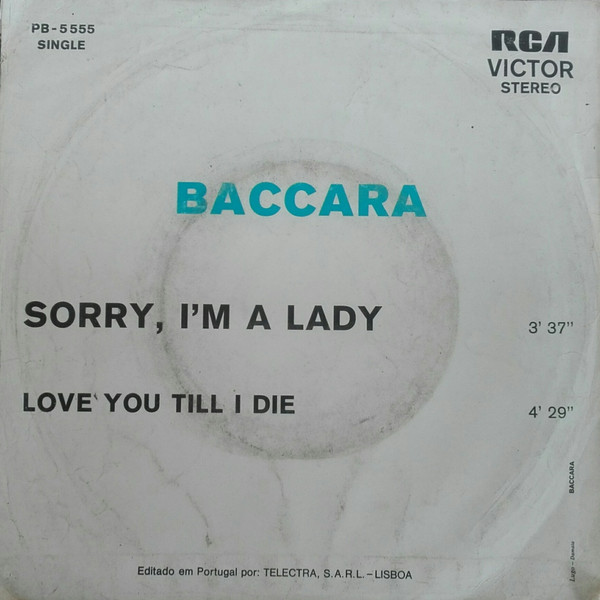 PB-5555
SINGLE
RCA
VICTOR
STEREO
BACCARA
SORRY, I'M A LADY 3' 37"
LOVE YOU TILL I DIE 4' 29"
BACCARA
Editado em Portugal por: TELECTRA, S.A.R.L. – LISBOA